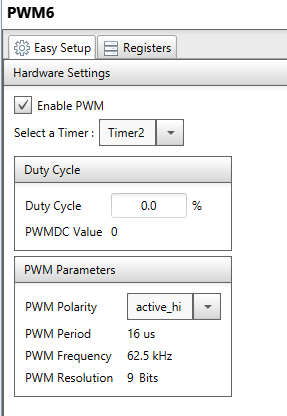 PWM6
Easy Setup Registers
Hardware Settings
Enable PWM
Select a Timer : Timer2
Duty Cycle
Duty Cycle 0.0 %
PWMDC Value 0
PWM Parameters
PWM Polarity active_hi
PWM Period 16 us
PWM Frequency 62.5 kHz
PWM Resolution 9 Bits